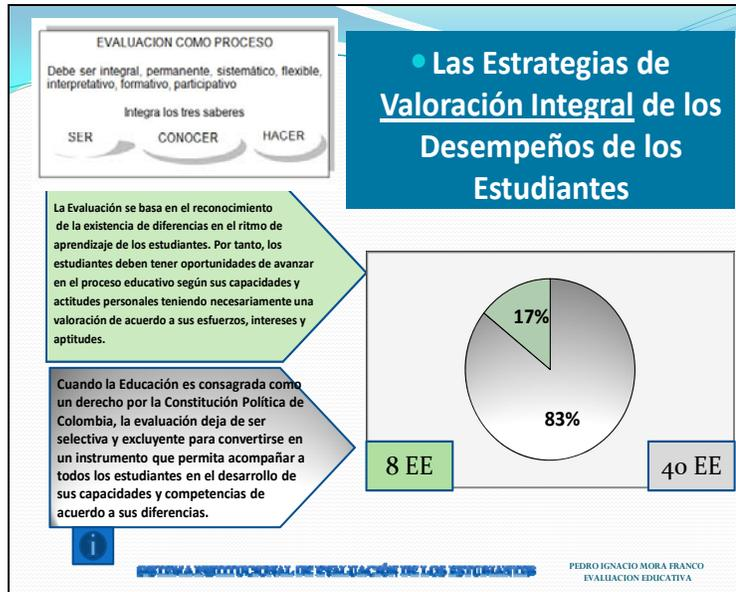 EVALUACION COMO PROCESO
Debe ser integral, permanente, sistemático, flexible,
interpretativo, formativo, participativo
Integra los tres saberes
SER CONOCER HACER
• Las Estrategias de
Valoración Integral de los
Desempeños de los
Estudiantes
La Evaluación se basa en el reconocimiento
de la existencia de diferencias en el ritmo de
aprendizaje de los estudiantes. Por tanto, los
estudiantes deben tener oportunidades de avanzar
en el proceso educativo según sus capacidades y
actitudes personales teniendo necesariamente una
valoración de acuerdo a sus esfuerzos, intereses y
aptitudes.
Cuando la Educación es consagrada como
un derecho por la Constitución Política de
Colombia, la evaluación deja de ser
selectiva y excluyente para convertirse en
un instrumento que permita acompañar a
todos los estudiantes en el desarrollo de
sus capacidades y competencias de
acuerdo a sus diferencias.
17%
83%
8 EE
40 EE
SISTEMA INSTITUCIONAL DE EVALUACIÓN DE LOS ESTUDIANTES
PEDRO IGNACIO MORA FRANCO
EVALUACION EDUCATIVA